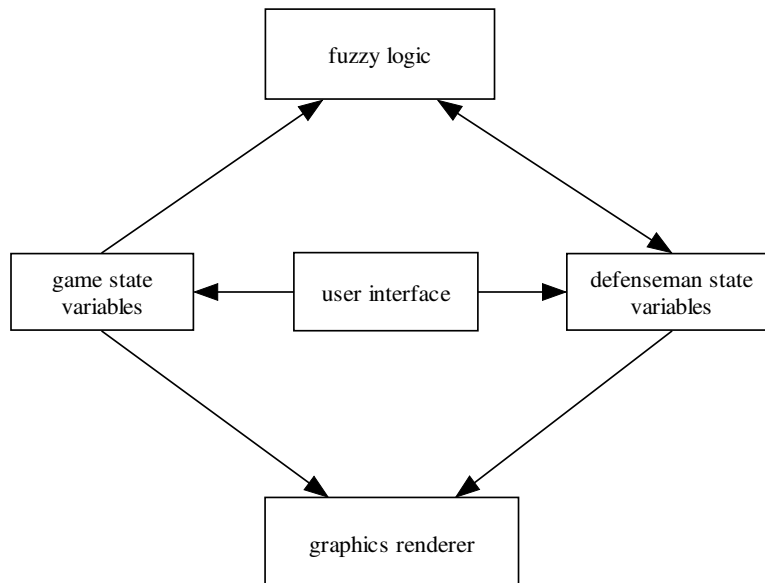 fuzzy logic
game state
variables
user interface
defenseman state
variables
graphics renderer